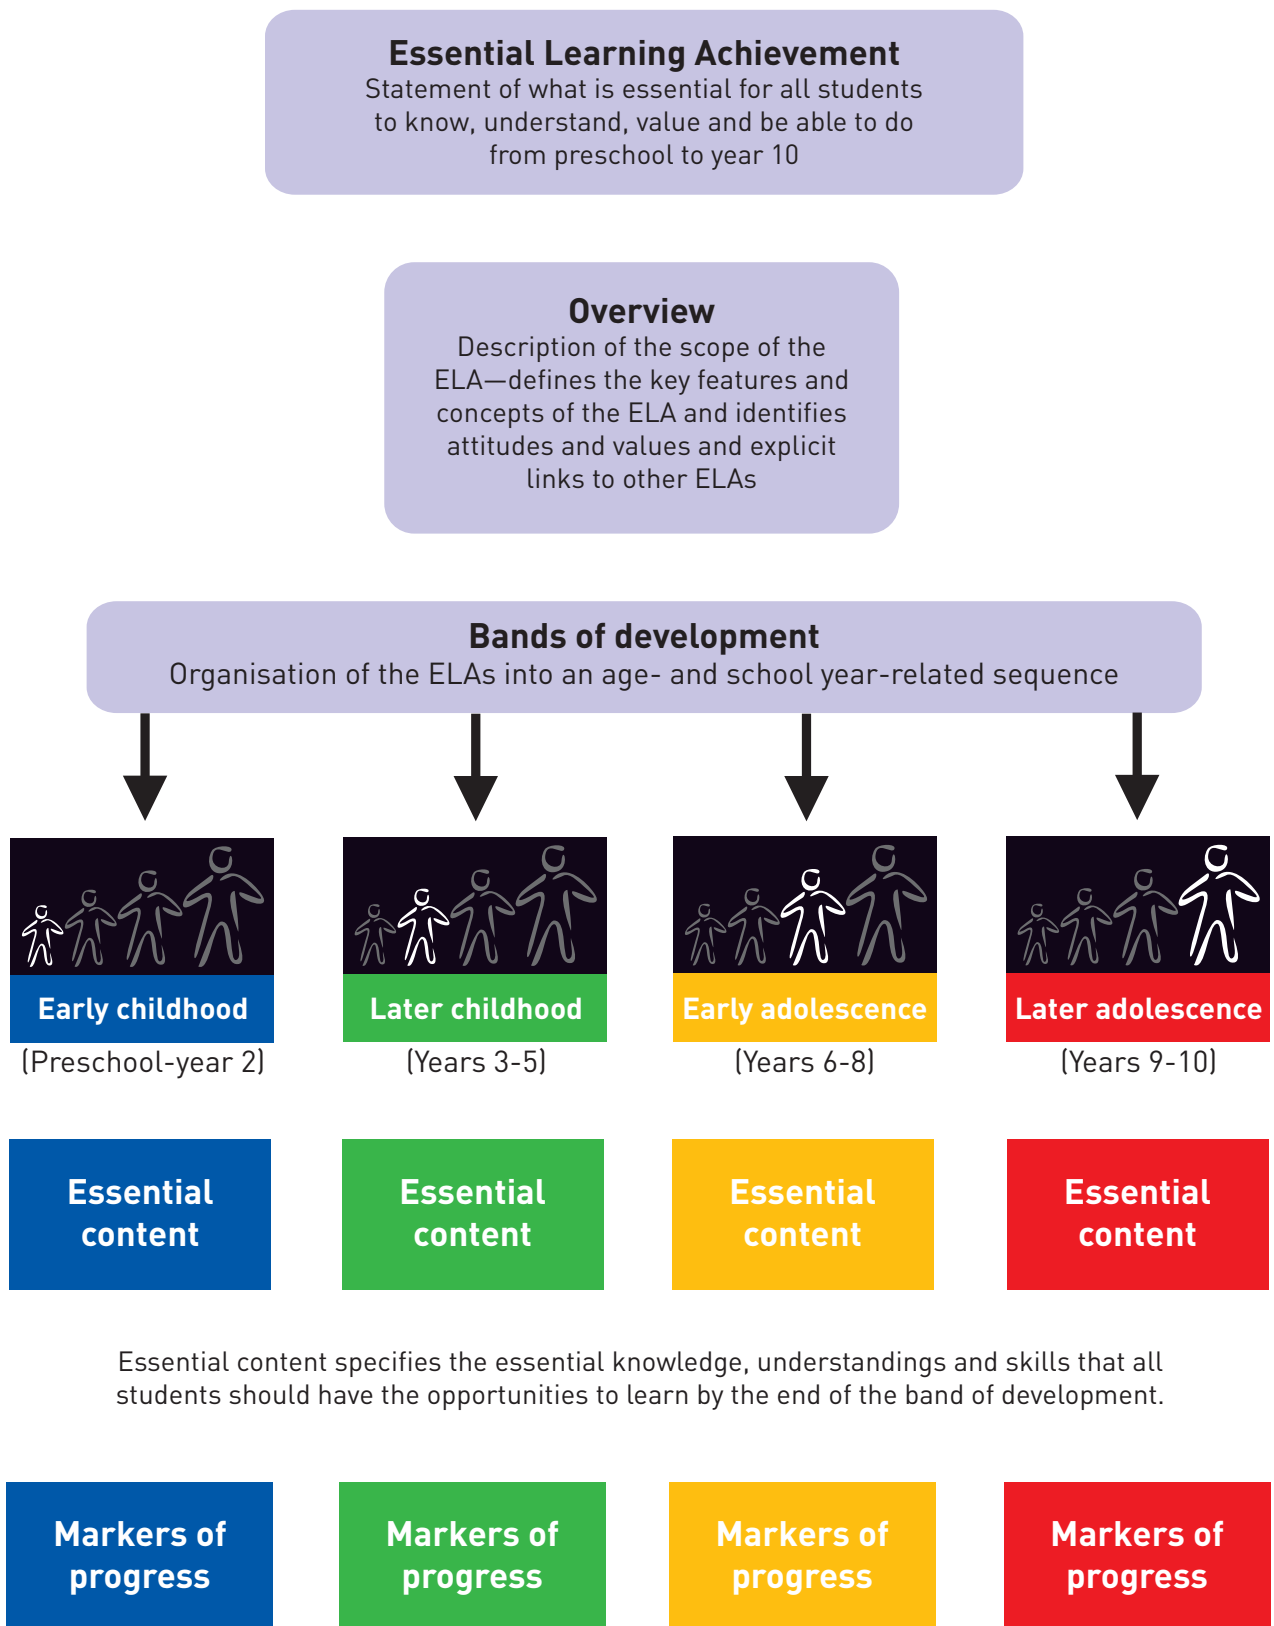 Essential Learning Achievement
Statement of what is essential for all students
to know, understand, value and be able to do
from preschool to year 10
Overview
Description of the scope of the
ELA—defines the key features and
concepts of the ELA and identifies
attitudes and values and explicit
links to other ELAs
Bands of development
Organisation of the ELAs into an age- and school year-related sequence
Early childhood
(Preschool-year 2)
Later childhood
(Years 3-5)
Early adolescence
(Years 6-8)
Later adolescence
(Years 9-10)
Essential
content
Essential
content
Essential
content
Essential
content
Essential content specifies the essential knowledge, understandings and skills that all
students should have the opportunities to learn by the end of the band of development.
Markers of
progress
Markers of
progress
Markers of
progress
Markers of
progress